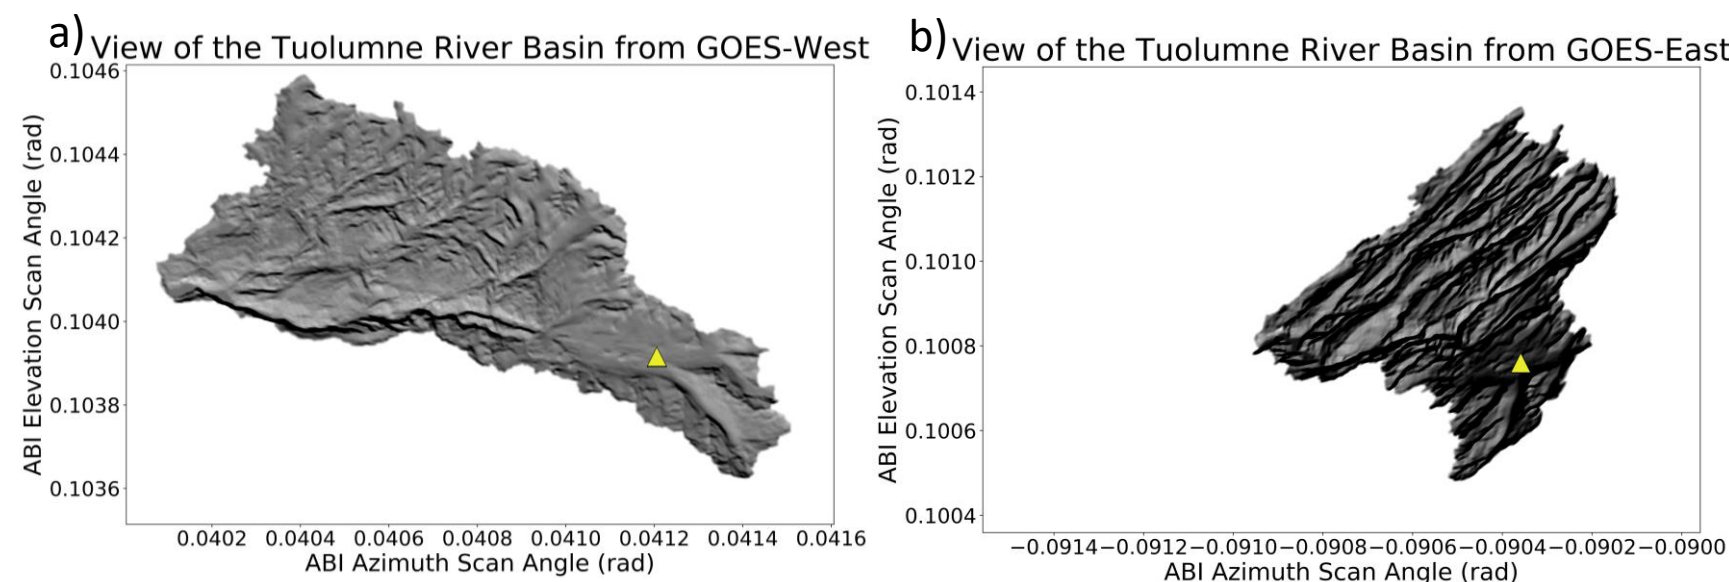 a)
View of the Tuolumne River Basin from GOES-West
0.1046
0.1044
0.1042
0.1040
0.1038
0.1036
ABI Elevation Scan Angle (rad)
0.0402 0.0404 0.0406 0.0408 0.0410 0.0412 0.0414 0.0416
ABI Azimuth Scan Angle (rad)
b)
View of the Tuolumne River Basin from GOES-East
0.1014
0.1012
0.1010
0.1008
0.1006
0.1004
ABI Elevation Scan Angle (rad)
−0.0914 −0.0912 −0.0910 −0.0908 −0.0906 −0.0904 −0.0902 −0.0900
ABI Azimuth Scan Angle (rad)